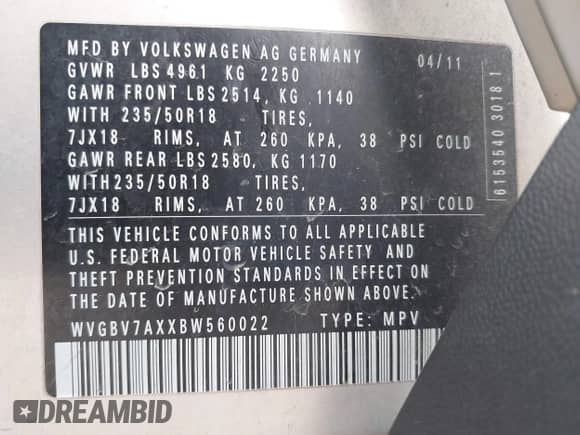 MFD BY VOLKSWAGEN AG GERMANY 04/11
GVWR LBS 4961 KG 2250
GAWR FRONT LBS 2514, KG 1140
WITH 235/50R18 TIRES,
7JX18 RIMS, AT 260 KPA, 38 PSI COLD
GAWR REAR LBS 2580, KG 1170
WITH 235/50R18 TIRES,
7JX18 RIMS, AT 260 KPA, 38 PSI COLD
THIS VEHICLE CONFORMS TO ALL APPLICABLE
U.S. FEDERAL MOTOR VEHICLE SAFETY AND
THEFT PREVENTION STANDARDS IN EFFECT ON
THE DATE OF MANUFACTURE SHOWN ABOVE.
WVGBV7AXXBW560022 TYPE: MPV
6153540 3018 1
DREAMBID